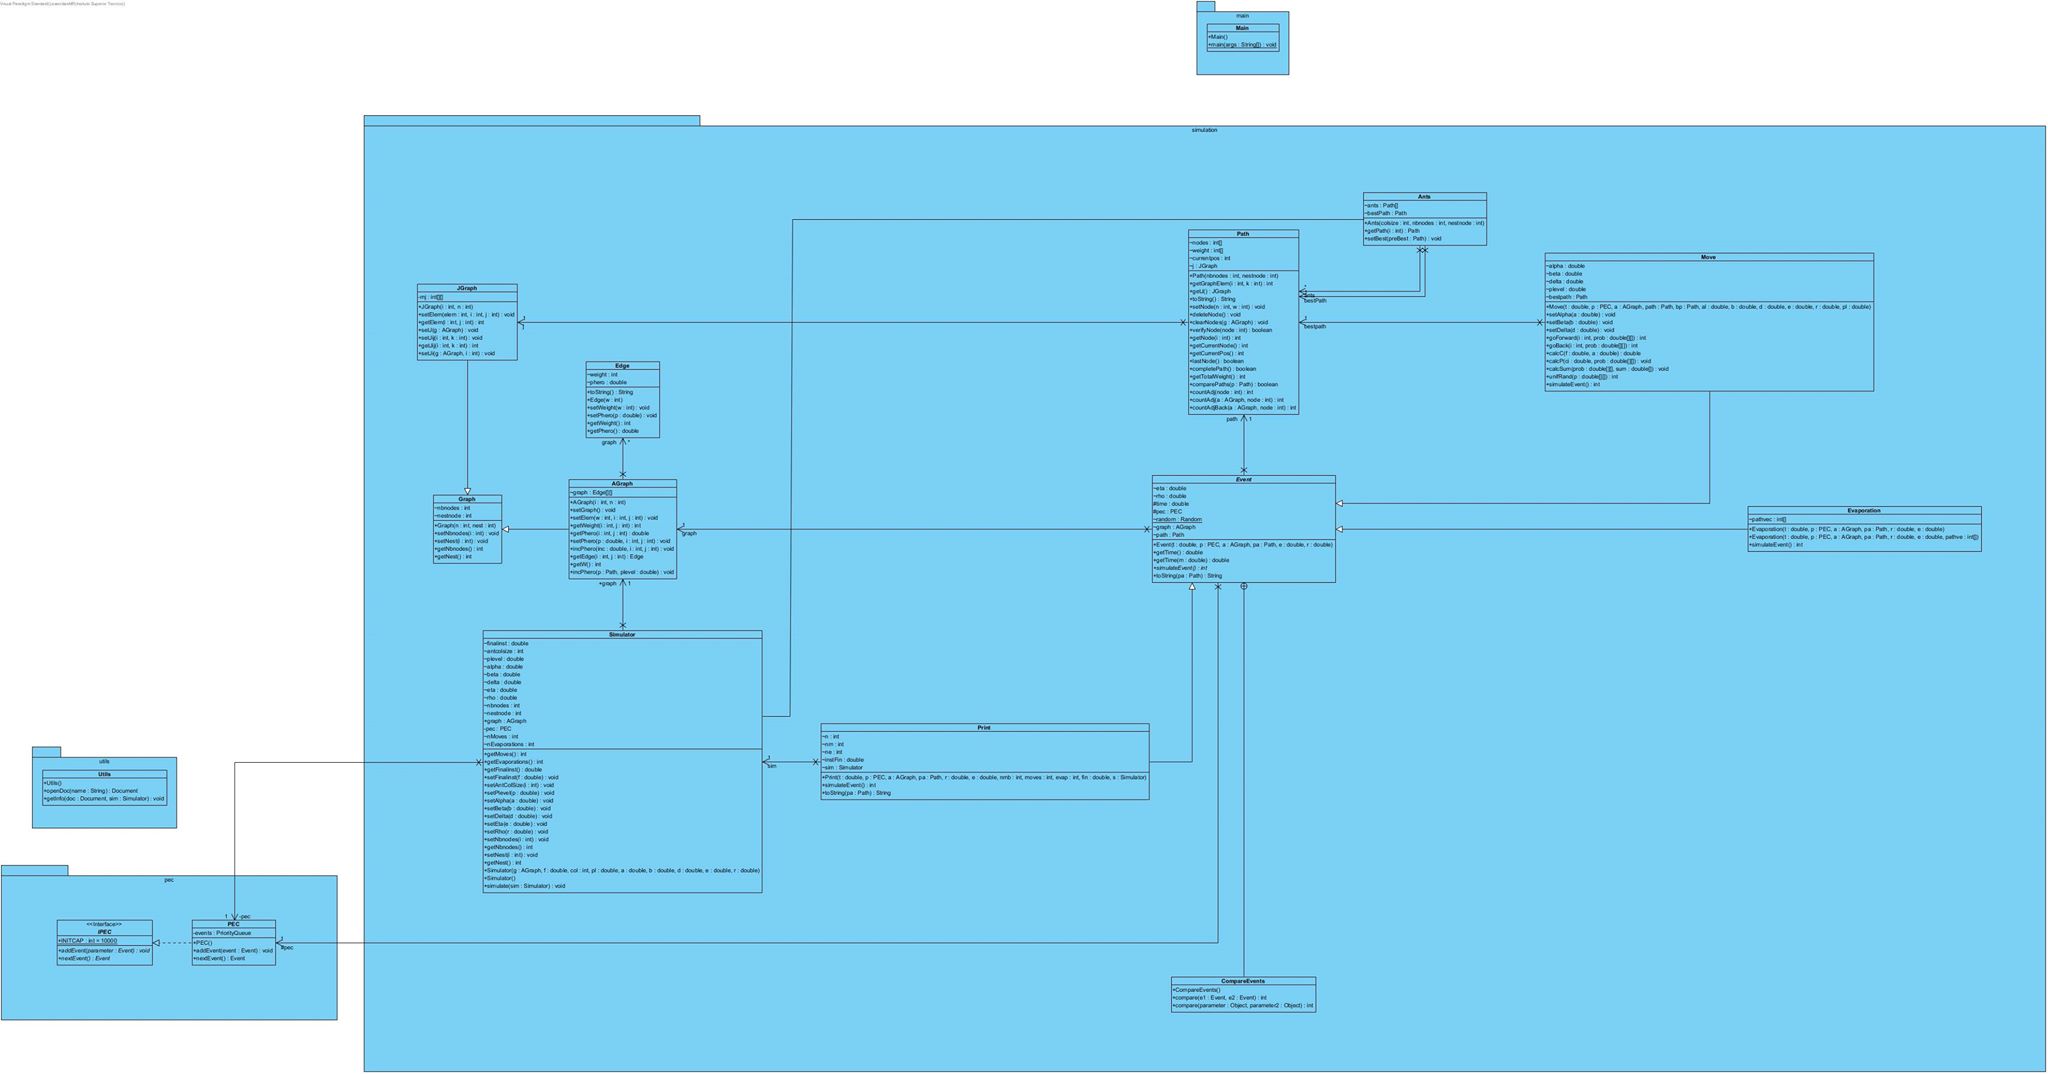 main
Main
+Main()
+main(args : String[]) : void
simulation
Ants
~ants : Path[]
~bestPath : Path
+Ants(colsize : int, nbnodes : int, nestnode : int)
+getPath(i : int) : Path
+setBest(preBest : Path) : void
Path
~nodes : int[]
~weight : int[]
~currentpos : int
~j : JGraph
+Path(nbnodes : int, nestnode : int)
+getGraphElem(i : int, k : int) : int
+getJ() : JGraph
+toString() : String
+setNode(n : int, w : int) : void
+deleteNode() : void
+clearNodes(g : AGraph) : void
+verifyNode(node : int) : boolean
+getNode(i : int) : int
+getCurrentNode() : int
+getCurrentPos() : int
+lastNode() : boolean
+completePath() : boolean
+getTotalWeight() : int
+comparePaths(p : Path) : boolean
+countAdj(node : int) : int
+countAdj(a : AGraph, node : int) : int
+countAdjBack(a : AGraph, node : int) : int
*
ants
bestPath
1
bestpath
path
1
Move
~alpha : double
~beta : double
~delta : double
~plevel : double
~bestpath : Path
+Move(t : double, p : PEC, a : AGraph, path : Path, bp : Path, al : double, b : double, d : double, e : double, r : double, pl : double)
+setAlpha(a : double) : void
+setBeta(b : double) : void
+setDelta(d : double) : void
+goForward(i : int, prob : double[][]) : int
+goBack(i : int, prob : double[][]) : int
+calcC(f : double, a : double) : double
+calcP(ci : double, prob : double[][]) : void
+calcSum(prob : double[][], sum : double[]) : void
+unifRand(p : double[][]) : int
+simulateEvent() : int
JGraph
-mj : int[][]
+JGraph(i : int, n : int)
+setElem(elem : int, i : int, j : int) : void
+getElem(i : int, j : int) : int
+setJ(g : AGraph) : void
+setJij(i : int, k : int) : void
+getJij(i : int, k : int) : int
+setJi(g : AGraph, i : int) : void
1
1
Edge
~weight : int
~phero : double
+toString() : String
+Edge(w : int)
+setWeight(w : int) : void
+setPhero(p : double) : void
+getWeight() : int
+getPhero() : double
graph
*
Graph
~nbnodes : int
~nestnode : int
+Graph(n : int, nest : int)
+setNbnodes(i : int) : void
+setNest(i : int) : void
+getNbnodes() : int
+getNest() : int
AGraph
~graph : Edge[][]
+AGraph(i : int, n : int)
+setGraph() : void
+setElem(w : int, i : int, j : int) : void
+getWeight(i : int, j : int) : int
+getPhero(i : int, j : int) : double
+setPhero(p : double, i : int, j : int) : void
+incPhero(inc : double, i : int, j : int) : void
+getEdge(i : int, j : int) : Edge
+getW() : int
+incPhero(p : Path, plevel : double) : void
1
graph
+graph
1
Event
~eta : double
~rho : double
#time : double
#pec : PEC
~random : Random
~graph : AGraph
~path : Path
+Event(t : double, p : PEC, a : AGraph, pa : Path, e : double, r : double)
+getTime() : double
+getTime(m : double) : double
+simulateEvent() : int
+toString(pa : Path) : String
Evaporation
~pathvec : int[]
+Evaporation(t : double, p : PEC, a : AGraph, pa : Path, r : double, e : double)
+Evaporation(t : double, p : PEC, a : AGraph, pa : Path, r : double, e : double, pathve : int[])
+simulateEvent() : int
Simulator
~finalinst : double
~antcolsize : int
~plevel : double
~alpha : double
~beta : double
~delta : double
~eta : double
~rho : double
~nbnodes : int
~nestnode : int
+graph : AGraph
-pec : PEC
~nMoves : int
~nEvaporations : int
+getMoves() : int
+getEvaporations() : int
+getFinalinst() : double
+setFinalinst(f : double) : void
+setAntColSize(i : int) : void
+setPlevel(p : double) : void
+setAlpha(a : double) : void
+setBeta(b : double) : void
+setDelta(d : double) : void
+setEta(e : double) : void
+setRho(r : double) : void
+setNbnodes(i : int) : void
+getNbnodes() : int
+setNest(i : int) : void
+getNest() : int
+Simulator(g : AGraph, f : double, col : int, pl : double, a : double, b : double, d : double, e : double, r : double)
+Simulator()
+simulate(sim : Simulator) : void
1
sim
Print
~n : int
~nm : int
~ne : int
~instFin : double
~sim : Simulator
+Print(t : double, p : PEC, a : AGraph, pa : Path, r : double, e : double, nmb : int, moves : int, evap : int, fin : double, s : Simulator)
+simulateEvent() : int
+toString(pa : Path) : String
utils
Utils
+Utils()
+openDoc(name : String) : Document
+getInfo(doc : Document, sim : Simulator) : void
pec
<<Interface>>
IPEC
+INITCAP : int = 1000{}
+addEvent(parameter : Event) : void
+nextEvent() : Event
1
-pec
PEC
-events : PriorityQueue
+PEC()
+addEvent(event : Event) : void
+nextEvent() : Event
1
#pec
CompareEvents
+CompareEvents()
+compare(e1 : Event, e2 : Event) : int
+compare(parameter : Object, parameter2 : Object) : int